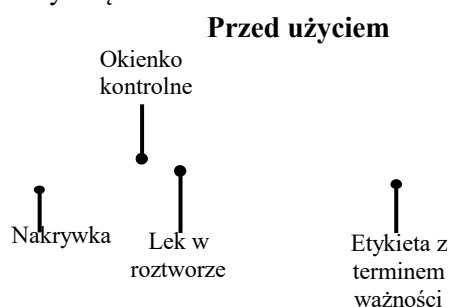 Przed użyciem
Okienko
kontrolne
Nakrywka
Lek w
roztworze
Etykieta z
terminem
ważności